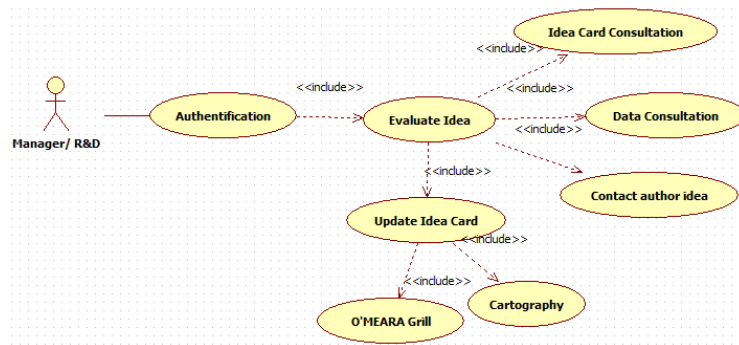 Idea Card Consultation
<<include>>
<<include>>
<<include>>
Authentification
Evaluate Idea
Data Consultation
<<include>>
Manager/ R&D
<<include>>
Contact author idea
Update Idea Card
<<include>>
<<include>>
Cartography
O'MEARA Grill